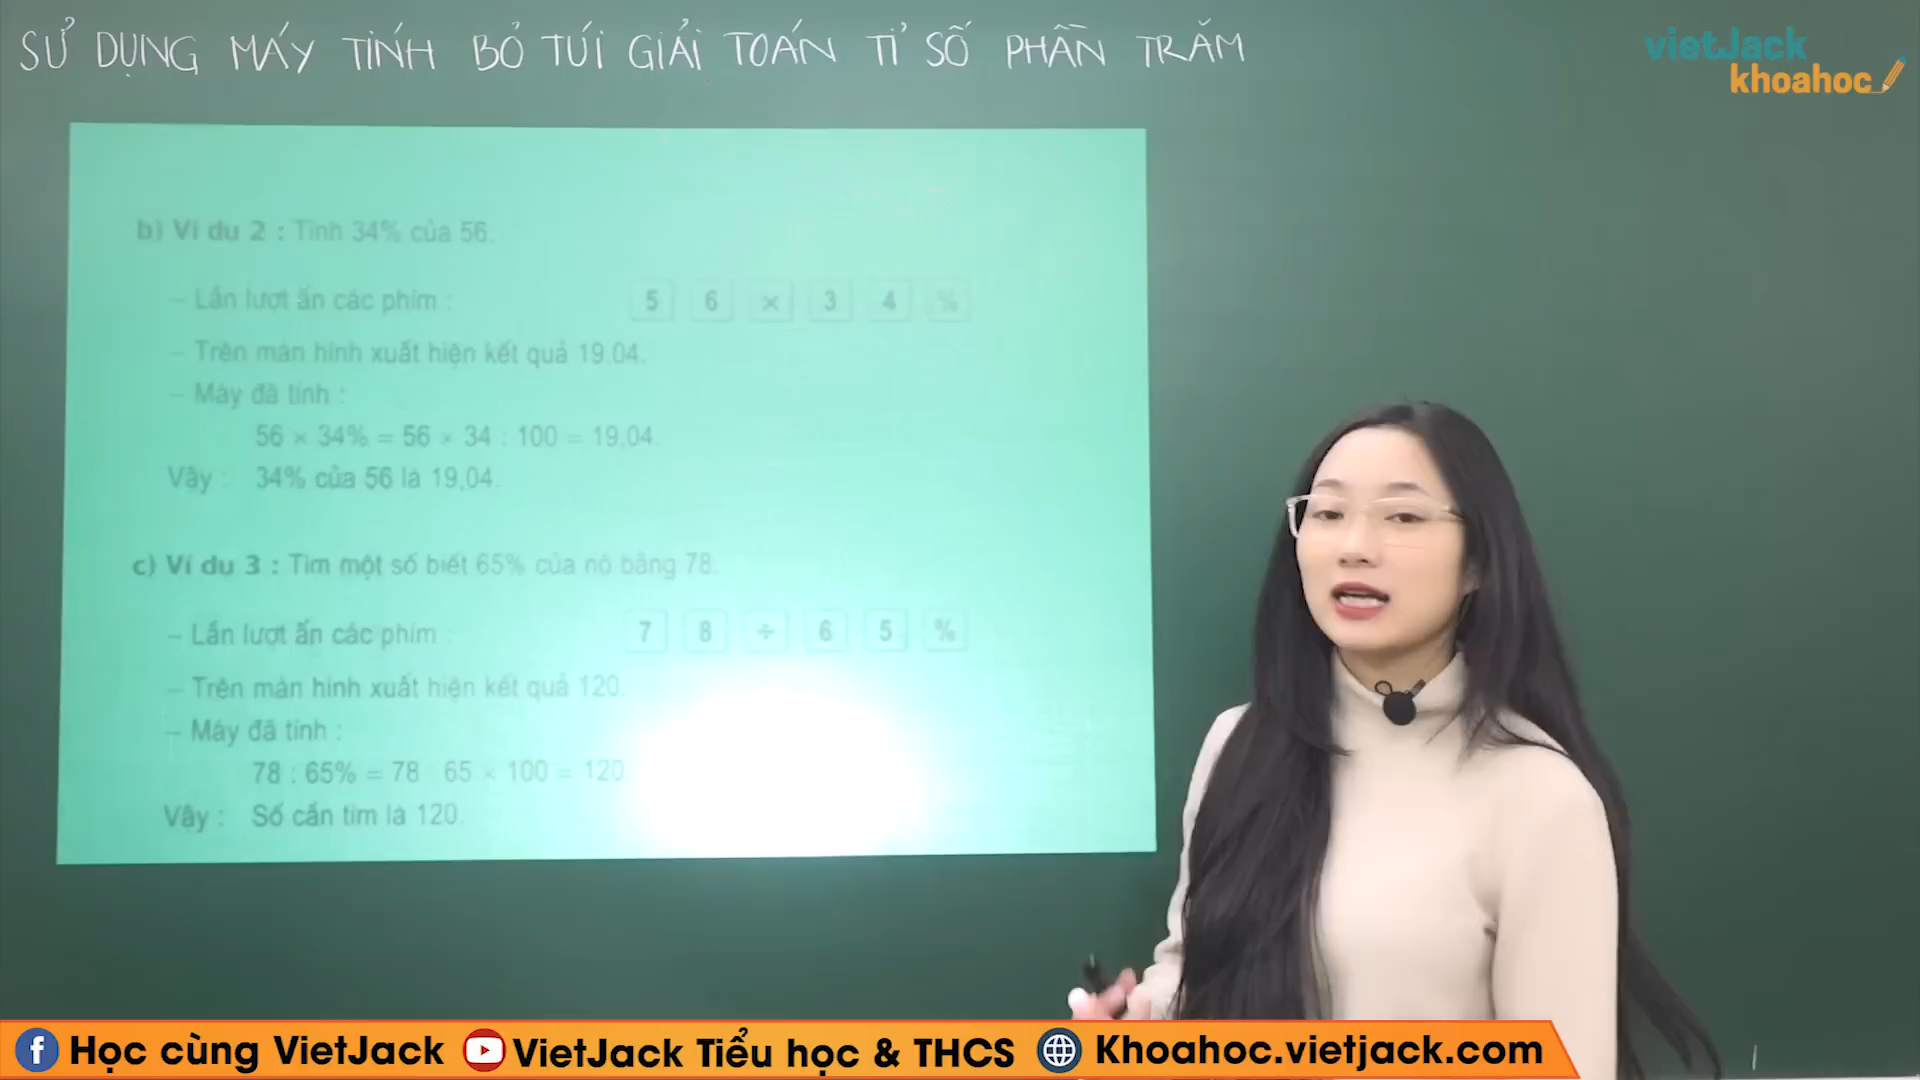 SỬ DỤNG MÁY TÍNH BỎ TÚI GIẢI TOÁN TỈ SỐ PHẦN TRĂM
vietJack
khoahoc
b) Ví dụ 2 : Tính 34% của 56.
– Lần lượt ấn các phím : 5 6 × 3 4 %
– Trên màn hình xuất hiện kết quả 19.04.
– Máy đã tính :
56 × 34% = 56 × 34 : 100 = 19,04.
Vậy : 34% của 56 là 19,04.
c) Ví dụ 3 : Tìm một số biết 65% của nó bằng 78.
– Lần lượt ấn các phím : 7 8 ÷ 6 5 %
– Trên màn hình xuất hiện kết quả 120.
– Máy đã tính :
78 : 65% = 78 : 65 × 100 = 120.
Vậy : Số cần tìm là 120.
Học cùng VietJack VietJack Tiểu học & THCS Khoahoc.vietjack.com